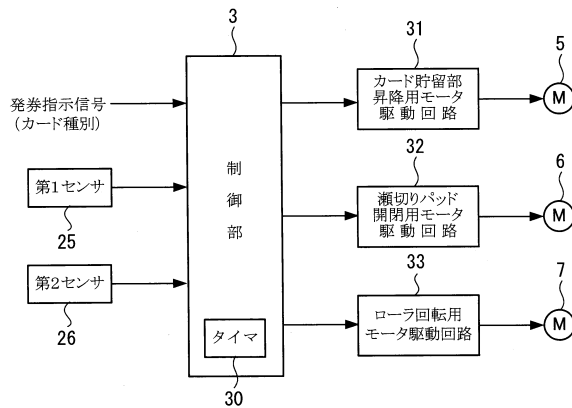 3
31
5
発券指示信号
(カード種別)
カード貯留部
昇降用モータ
駆動回路
M
32
6
第1センサ
25
制
御
部
瀬切りパッド
開閉用モータ
駆動回路
M
33
7
第2センサ
26
タイマ
30
ローラ回転用
モータ駆動回路
M